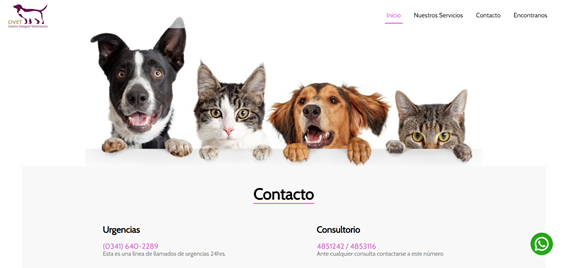 CIVET
Centro Integral Veterinario
Inicio
Nuestros Servicios
Contacto
Encontranos
Contacto
Urgencias
(0341) 640-2289
Esta es una linea de llamados de urgencias 24hrs.
Consultorio
4851242 / 4853116
Ante cualquier consulta contactarse a este número